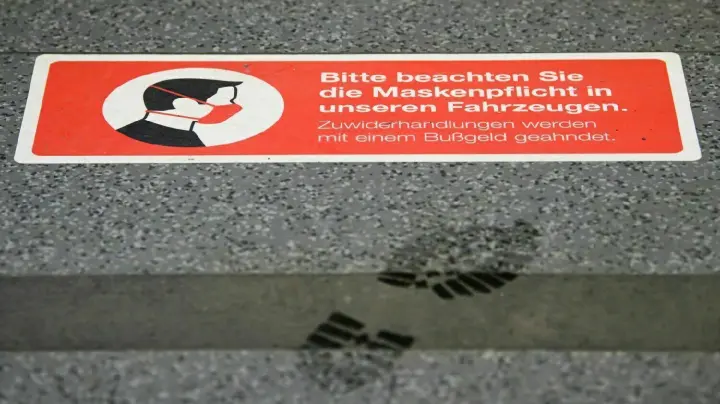 Bitte beachten Sie
die Maskenpflicht in
unseren Fahrzeugen.
Zuwiderhandlungen werden
mit einem Bußgeld geahndet.